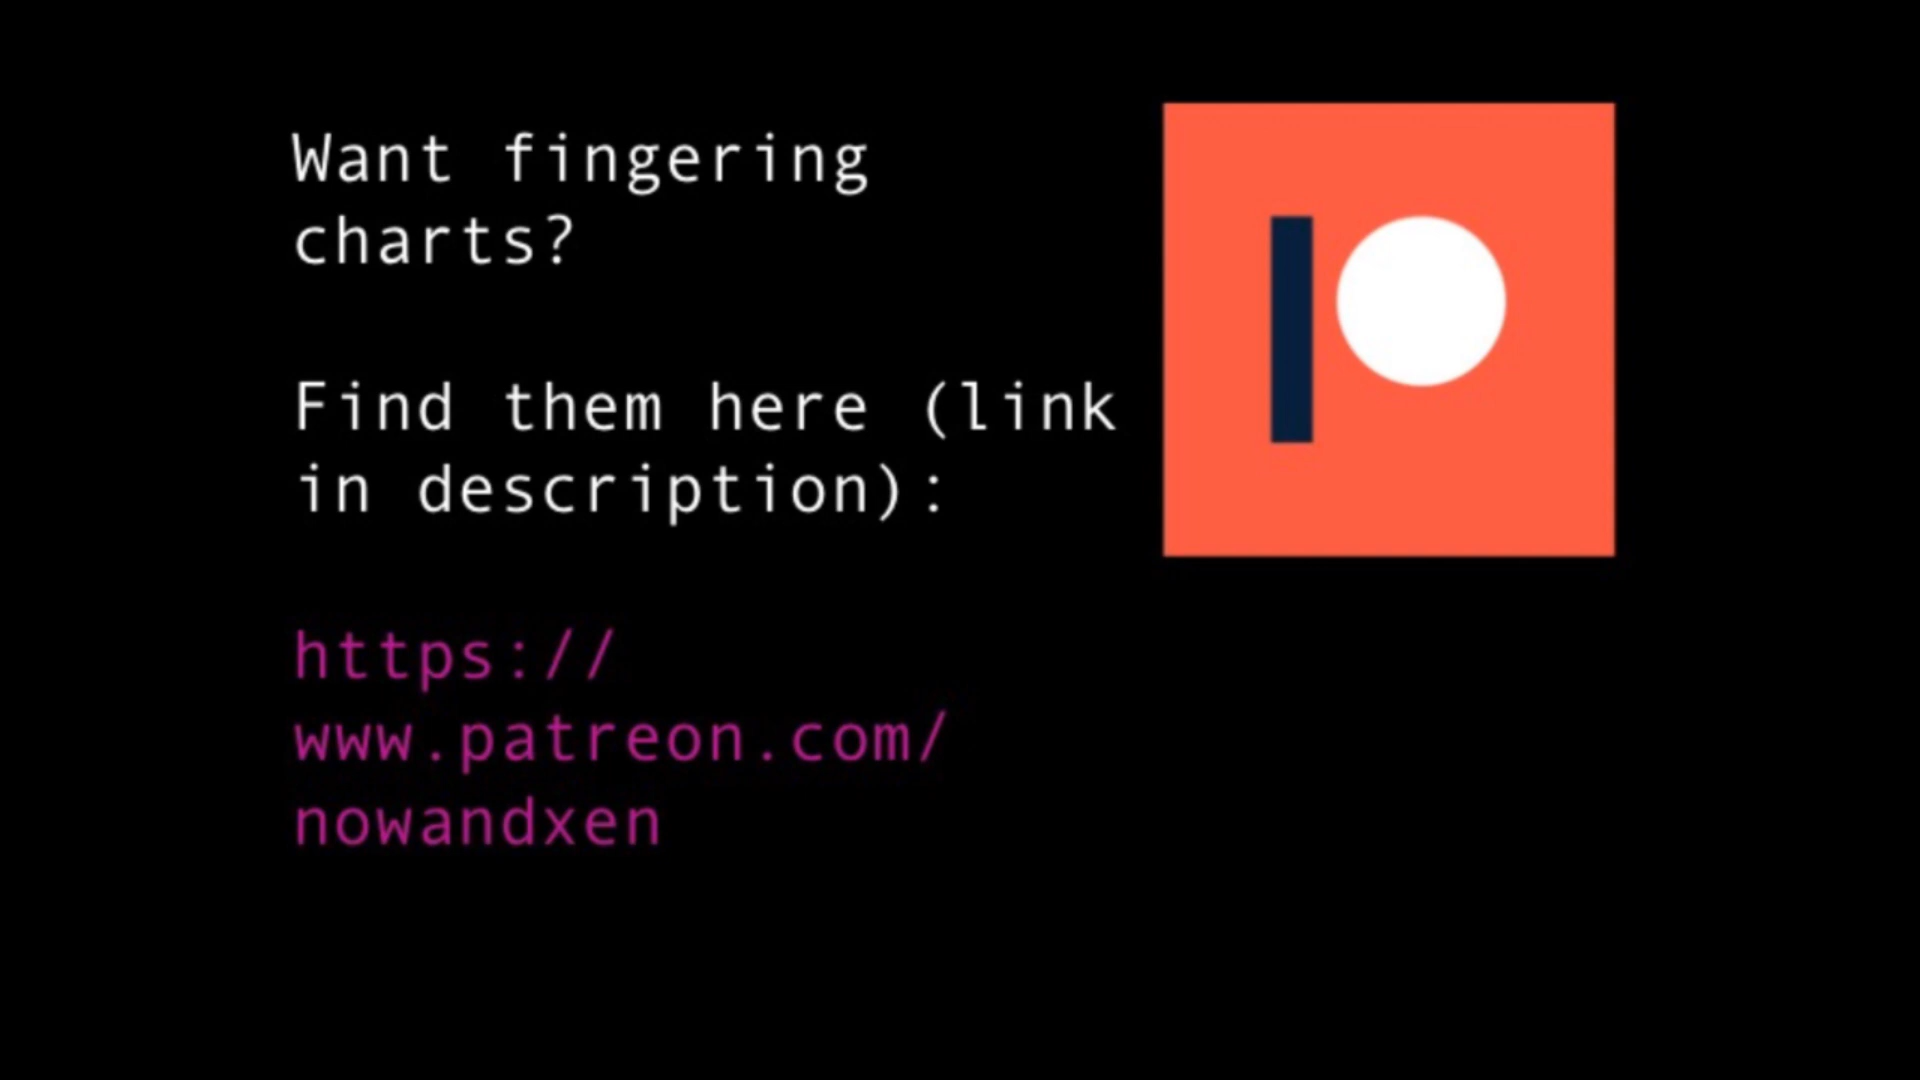 Want fingering
charts?
Find them here (link
in description):
https://
www.patreon.com/
nowandxen